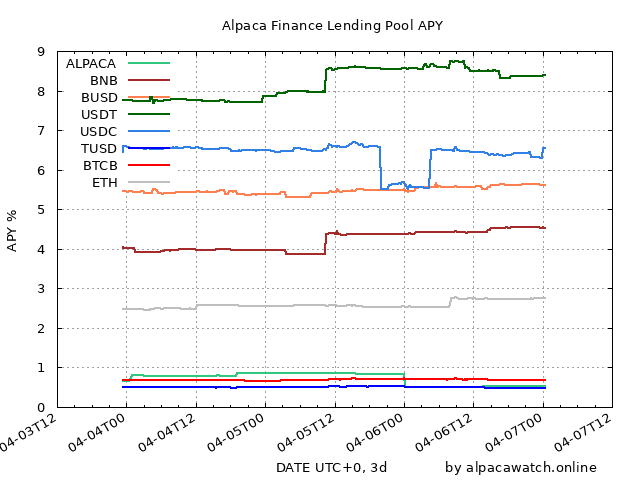 Alpaca Finance Lending Pool APY
9
8
7
6
5
4
3
2
1
0
APY %
ALPACA
BNB
BUSD
USDT
USDC
TUSD
BTCB
ETH
04-03T12
04-04T00
04-04T12
04-05T00
04-05T12
04-06T00
04-06T12
04-07T00
04-07T12
DATE UTC+0, 3d
by alpacawatch.online